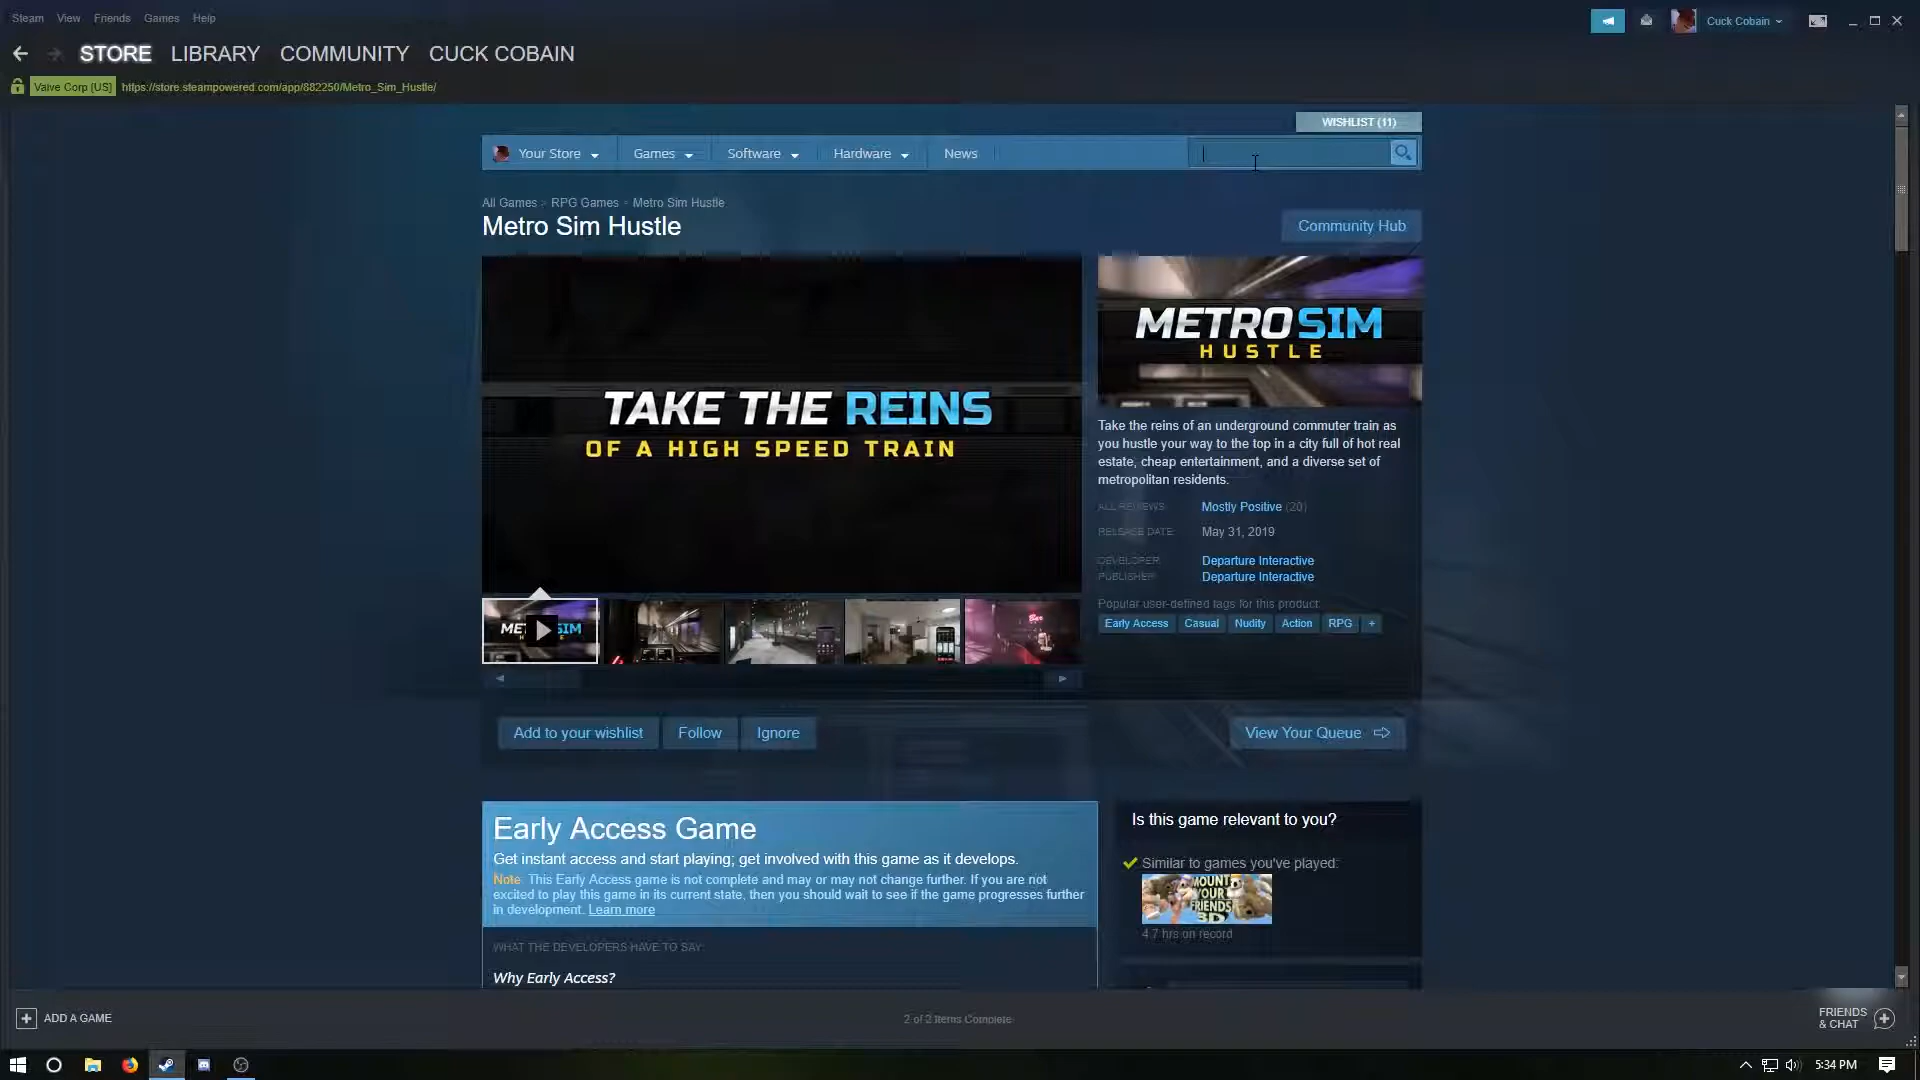 Steam View Friends Games Help
Cuck Cobain
STORE LIBRARY COMMUNITY CUCK COBAIN
Valve Corp [US] https://store.steampowered.com/app/882250/Metro_Sim_Hustle/
WISHLIST (11)
Your Store Games Software Hardware News
All Games > RPG Games > Metro Sim Hustle
Metro Sim Hustle
Community Hub
TAKE THE REINS
OF A HIGH SPEED TRAIN
METRO SIM
HUSTLE
Take the reins of an underground commuter train as
you hustle your way to the top in a city full of hot real
estate, cheap entertainment, and a diverse set of
metropolitan residents.
ALL REVIEWS: Mostly Positive (20)
RELEASE DATE: May 31, 2019
DEVELOPER: Departure Interactive
PUBLISHER: Departure Interactive
Popular user-defined tags for this product:
Early Access Casual Nudity Action RPG +
Add to your wishlist Follow Ignore
View Your Queue
Early Access Game
Get instant access and start playing; get involved with this game as it develops.
Note: This Early Access game is not complete and may or may not change further. If you are not
excited to play this game in its current state, then you should wait to see if the game progresses further
in development. Learn more
WHAT THE DEVELOPERS HAVE TO SAY:
Why Early Access?
Is this game relevant to you?
Similar to games you've played:
MOUNT
YOUR
FRIENDS
3D
4.7 hrs on record
ADD A GAME
2 of 2 Items Complete
FRIENDS
& CHAT
5:34 PM